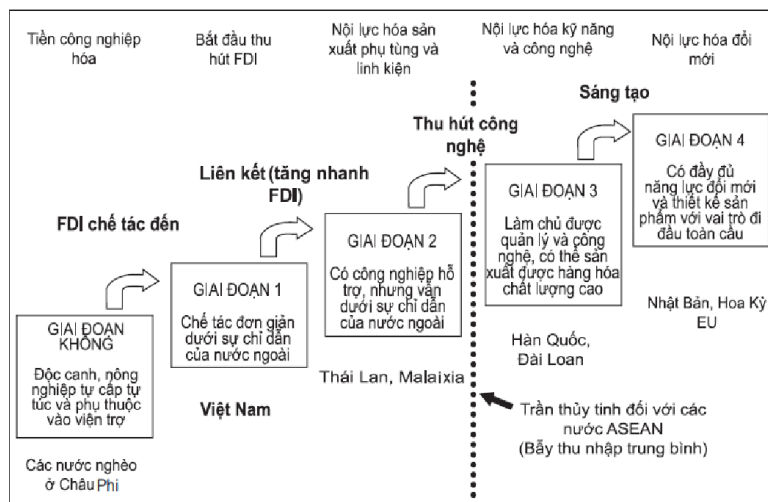 Tiền công nghiệp
hóa
Bắt đầu thu
hút FDI
Nội lực hóa sản
xuất phụ tùng và
linh kiện
Nội lực hóa kỹ năng
và công nghệ
Nội lực hóa đổi
mới
Sáng tạo
Thu hút công
nghệ
Liên kết (tăng nhanh
FDI)
FDI chế tác đến
GIAI ĐOẠN
KHÔNG
Độc canh, nông
nghiệp tự cấp tự
túc và phụ thuộc
vào viện trợ
Các nước nghèo
ở Châu Phi
GIAI ĐOẠN 1
Chế tác đơn giản
dưới sự chỉ dẫn
của nước ngoài
Việt Nam
GIAI ĐOẠN 2
Có công nghiệp hỗ
trợ, nhưng vẫn
dưới sự chỉ dẫn
của nước ngoài
Thái Lan, Malaixia
GIAI ĐOẠN 3
Làm chủ được
quản lý và công
nghệ, có thể sản
xuất được hàng hóa
chất lượng cao
Hàn Quốc,
Đài Loan
GIAI ĐOẠN 4
Có đầy đủ
năng lực đổi mới
và thiết kế sản
phẩm với vai trò đi
đầu toàn cầu
Nhật Bản, Hoa Kỳ
EU
Trần thủy tinh đối với các
nước ASEAN
(Bẫy thu nhập trung bình)